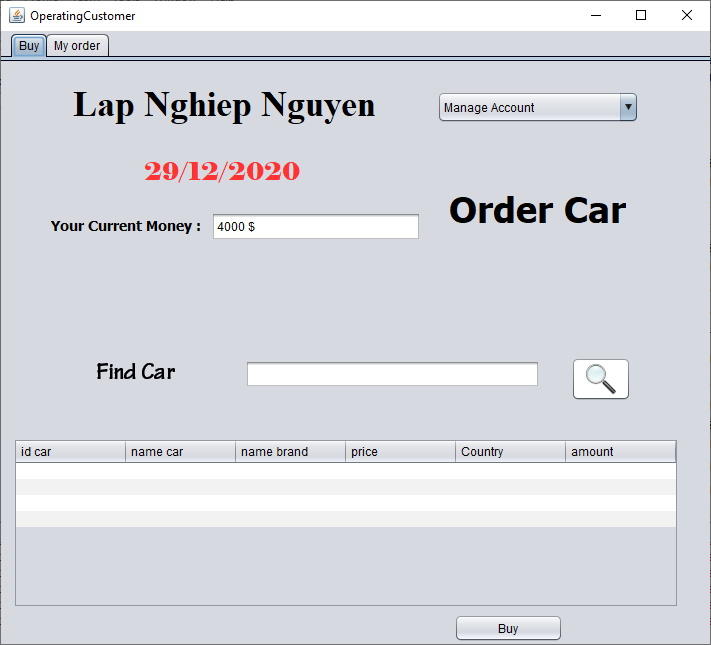 OperatingCustomer
Buy My order
Lap Nghiep Nguyen
Manage Account
29/12/2020
Order Car
Your Current Money : 4000 $
Find Car
id car name car name brand price Country amount
Buy